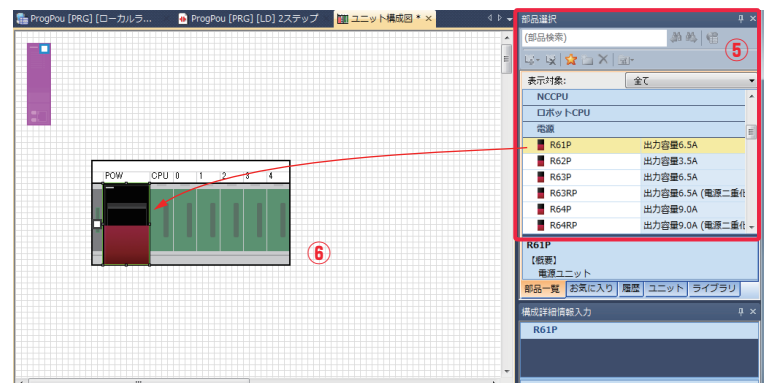 ProgPou [PRG] [ローカルラ...
ProgPou [PRG] [LD] 2ステップ
ユニット構成図 *
部品選択
(部品検索)
⑤
表示対象:
全て
NCCPU
ロボットCPU
電源
R61P 出力容量6.5A
R62P 出力容量3.5A
R63P 出力容量6.5A
R63RP 出力容量6.5A (電源二重化
R64P 出力容量9.0A
R64RP 出力容量9.0A (電源二重化
POW CPU 0 1 2 3 4
⑥
R61P
【概要】
電源ユニット
部品一覧 お気に入り 履歴 ユニット ライブラリ
構成詳細情報入力
R61P